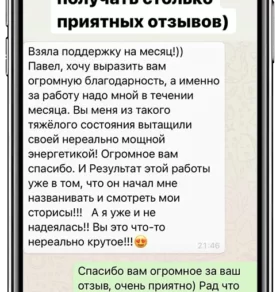 получать столько
приятных отзывов)
Взяла поддержку на месяц!))
Павел, хочу выразить вам
огромную благодарность, а именно
за работу надо мной в течении
месяца. Вы меня из такого
тяжёлого состояния вытащили
своей нереально мощной
энергетикой! Огромное вам
спасибо. И Результат этой работы
уже в том, что он начал мне
названивать и смотреть мои
сторисы!!! А я уже и не
надеялась!! Вы это что-то
нереально крутое!!!😍
21:46
Спасибо вам огромное за ваш
отзыв, очень приятно) Рад что